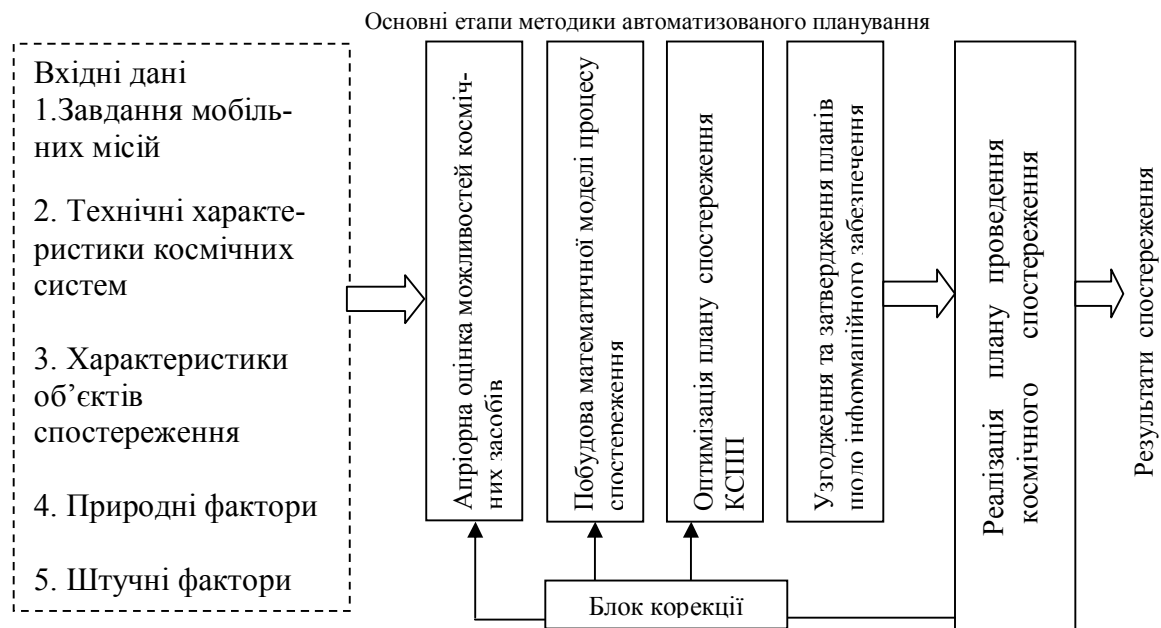 Основні етапи методики автоматизованого планування
Вхідні дані
1.Завдання мобіль-
них місій
2. Технічні характе-
ристики космічних
систем
3. Характеристики
об’єктів
спостереження
4. Природні фактори
5. Штучні фактори
Апріорна оцінка можливостей косміч-
них засобів
Побудова математичної моделі процесу
спостереження
Оптимізація плану спостереження
КСПП
Узгодження та затвердження планів
щодо інформаційного забезпечення
Реалізація плану проведення
космічного спостереження
Результати спостереження
Блок корекції